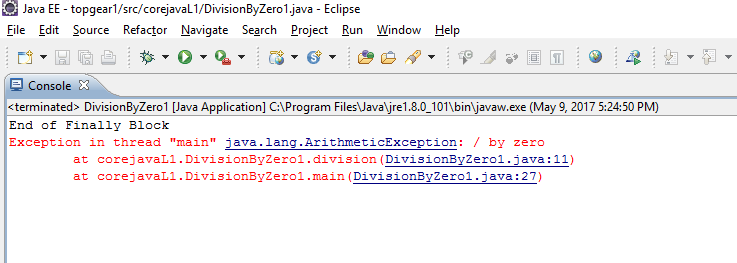 Java EE - topgear1/src/corejavaL1/DivisionByZero1.java - Eclipse
File Edit Source Refactor Navigate Search Project Run Window Help
Console
<terminated> DivisionByZero1 [Java Application] C:\Program Files\Java\jre1.8.0_101\bin\javaw.exe (May 9, 2017 5:24:50 PM)
End of Finally Block
Exception in thread "main" java.lang.ArithmeticException: / by zero
at corejavaL1.DivisionByZero1.division(DivisionByZero1.java:11)
at corejavaL1.DivisionByZero1.main(DivisionByZero1.java:27)